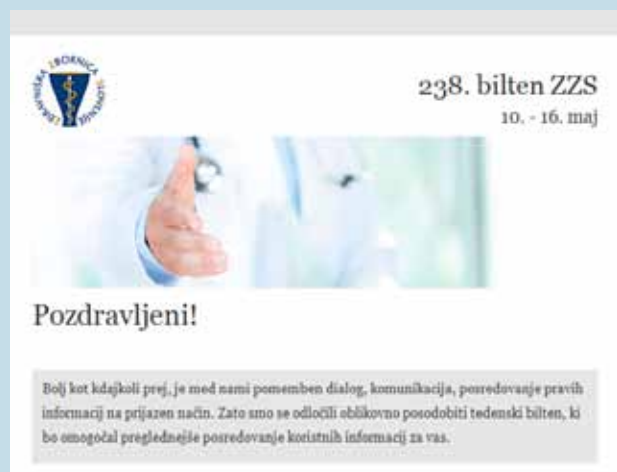 ZDRAVNIŠKA ZBORNICA SLOVENIJE
238. bilten ZZS
10. - 16. maj
Pozdravljeni!
Bolj kot kdajkoli prej, je med nami pomemben dialog, komunikacija, posredovanje pravih
informacij na prijazen način. Zato smo se odločili oblikovno posodobiti tedenski bilten, ki
bo omogočal preglednejše posredovanje koristnih informacij za vas.